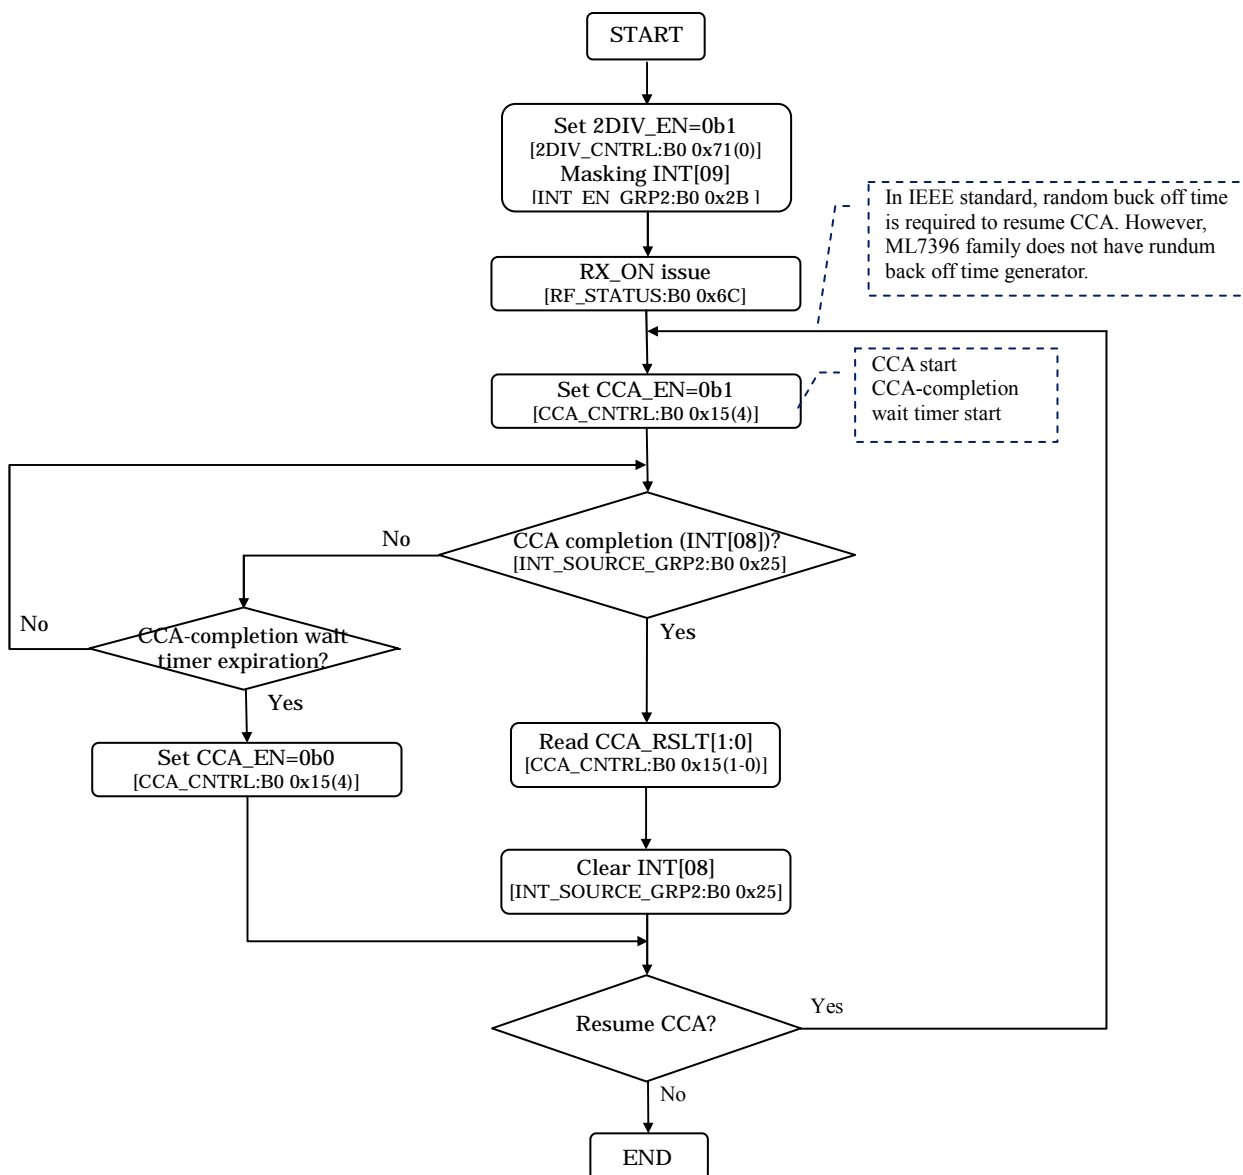 START
Set 2DIV_EN=0b1
[2DIV_CNTRL:B0 0x71(0)]
Masking INT[09]
[INT_EN_GRP2:B0 0x2B ]
In IEEE standard, random buck off time
is required to resume CCA. However,
ML7396 family does not have rundum
back off time generator.
RX_ON issue
[RF_STATUS:B0 0x6C]
Set CCA_EN=0b1
[CCA_CNTRL:B0 0x15(4)]
CCA start
CCA-completion
wait timer start
No
CCA completion (INT[08])?
[INT_SOURCE_GRP2:B0 0x25]
No
Yes
CCA-completion wait
timer expiration?
Yes
Set CCA_EN=0b0
[CCA_CNTRL:B0 0x15(4)]
Read CCA_RSLT[1:0]
[CCA_CNTRL:B0 0x15(1-0)]
Clear INT[08]
[INT_SOURCE_GRP2:B0 0x25]
Resume CCA?
Yes
No
END